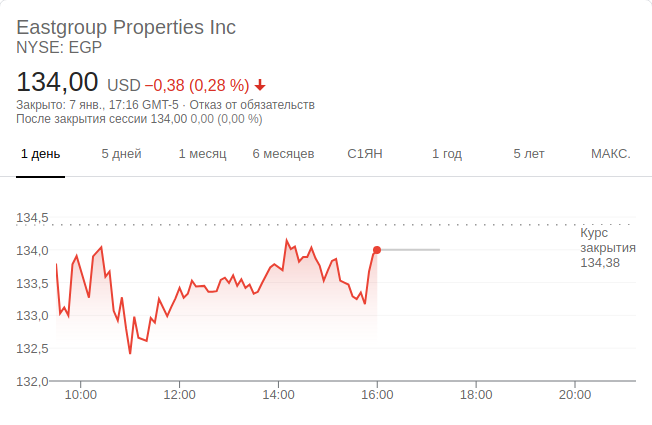 Eastgroup Properties Inc
NYSE: EGP
134,00 USD −0,38 (0,28 %)
Закрыто: 7 янв., 17:16 GMT-5 · Отказ от обязательств
После закрытия сессии 134,00 0,00 (0,00 %)
1 день 5 дней 1 месяц 6 месяцев С1ЯН 1 год 5 лет МАКС.
134,5
Курс
закрытия
134,38
134,0
133,5
133,0
132,5
132,0
10:00 12:00 14:00 16:00 18:00 20:00